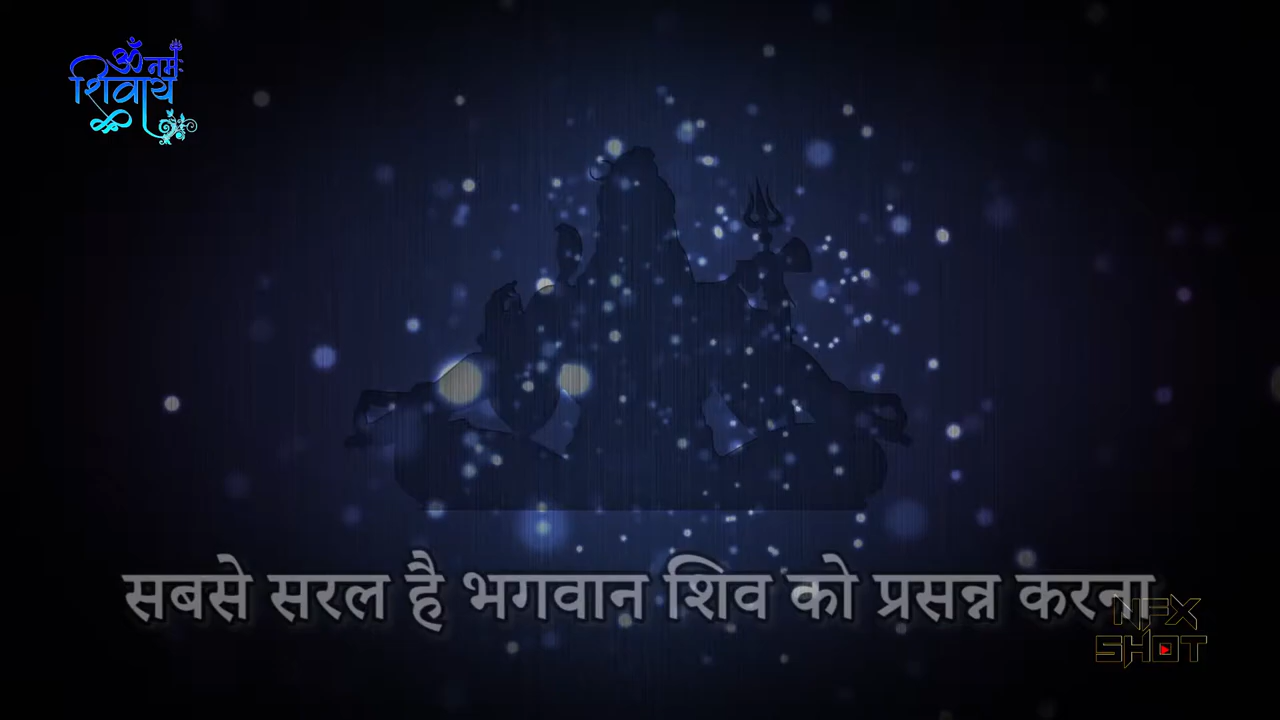 ॐ नमः
शिवाय
सबसे सरल है भगवान शिव को प्रसन्न करना
NFX
SHOT